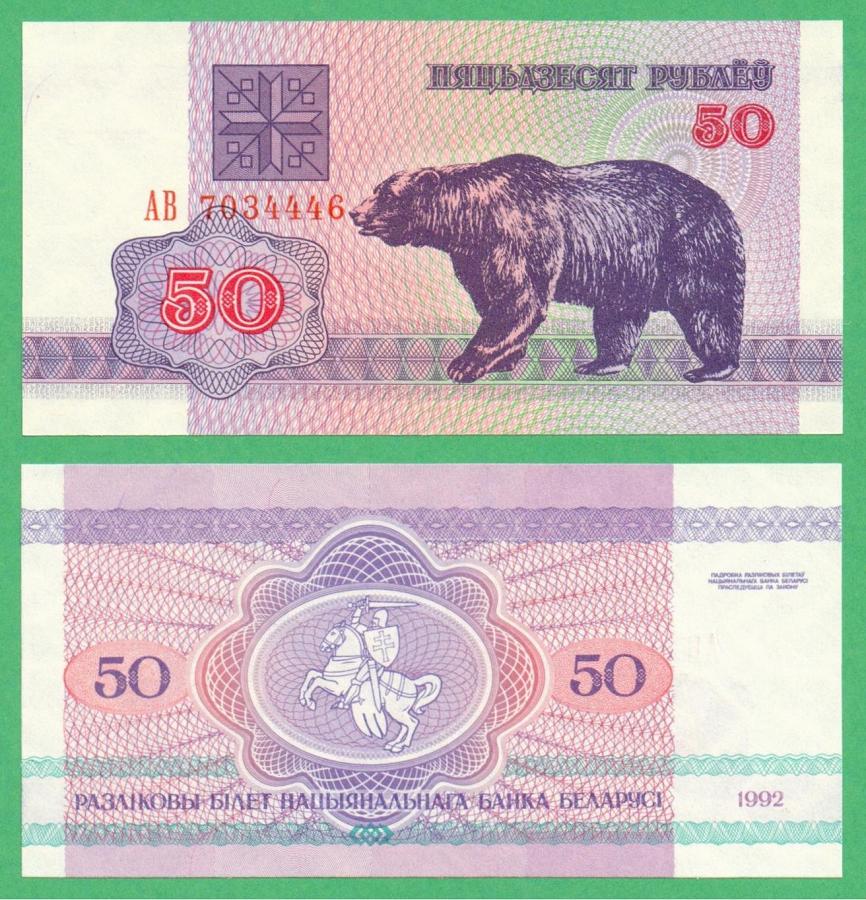 ПЯЦЬДЗЕСЯТ РУБЛЁЎ
50
АВ 7034446
50
ПАДРОБКА РАЗЛІКОВЫХ БІЛЕТАЎ
НАЦЫЯНАЛЬНАГА БАНКА БЕЛАРУСІ
ПРАСЛЕДУЕЦЦА ПА ЗАКОНУ
50
50
РАЗЛІКОВЫ БІЛЕТ НАЦЫЯНАЛЬНАГА БАНКА БЕЛАРУСІ
1992